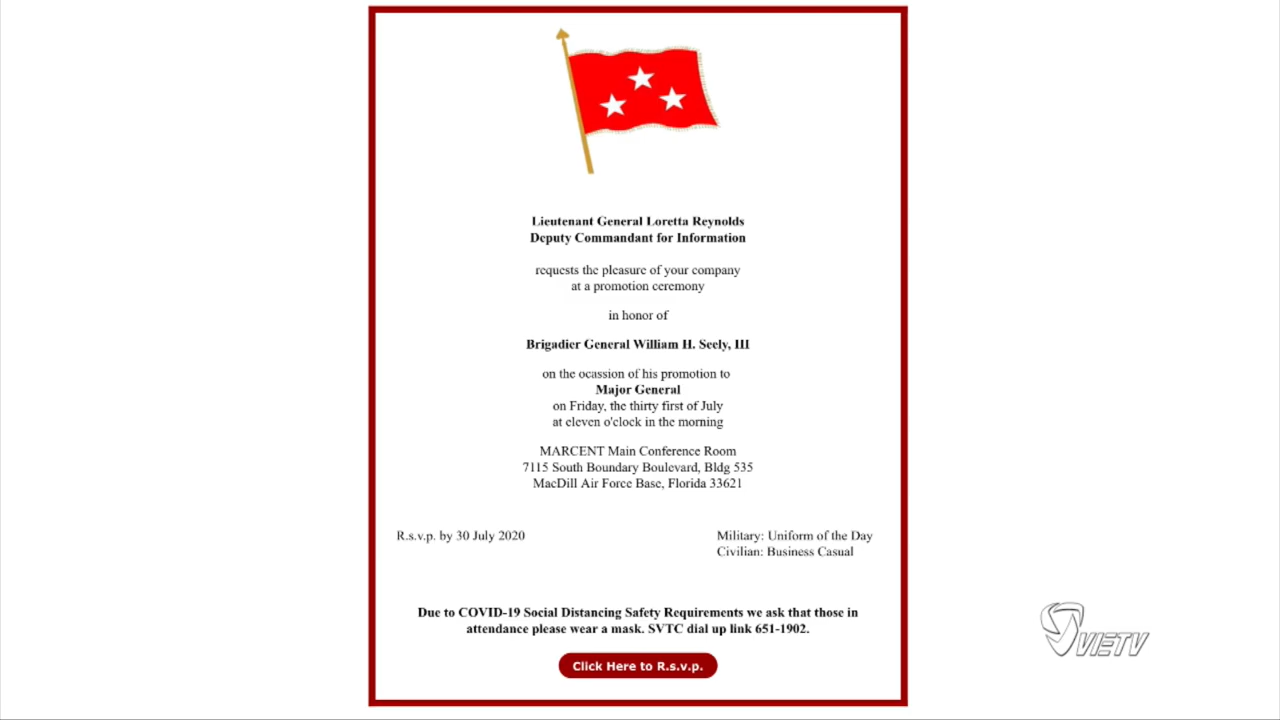 Lieutenant General Loretta Reynolds
Deputy Commandant for Information
requests the pleasure of your company
at a promotion ceremony
in honor of
Brigadier General William H. Seely, III
on the ocassion of his promotion to
Major General
on Friday, the thirty first of July
at eleven o'clock in the morning
MARCENT Main Conference Room
7115 South Boundary Boulevard, Bldg 535
MacDill Air Force Base, Florida 33621
R.s.v.p. by 30 July 2020
Military: Uniform of the Day
Civilian: Business Casual
Due to COVID-19 Social Distancing Safety Requirements we ask that those in
attendance please wear a mask. SVTC dial up link 651-1902.
Click Here to R.s.v.p.
VIETV